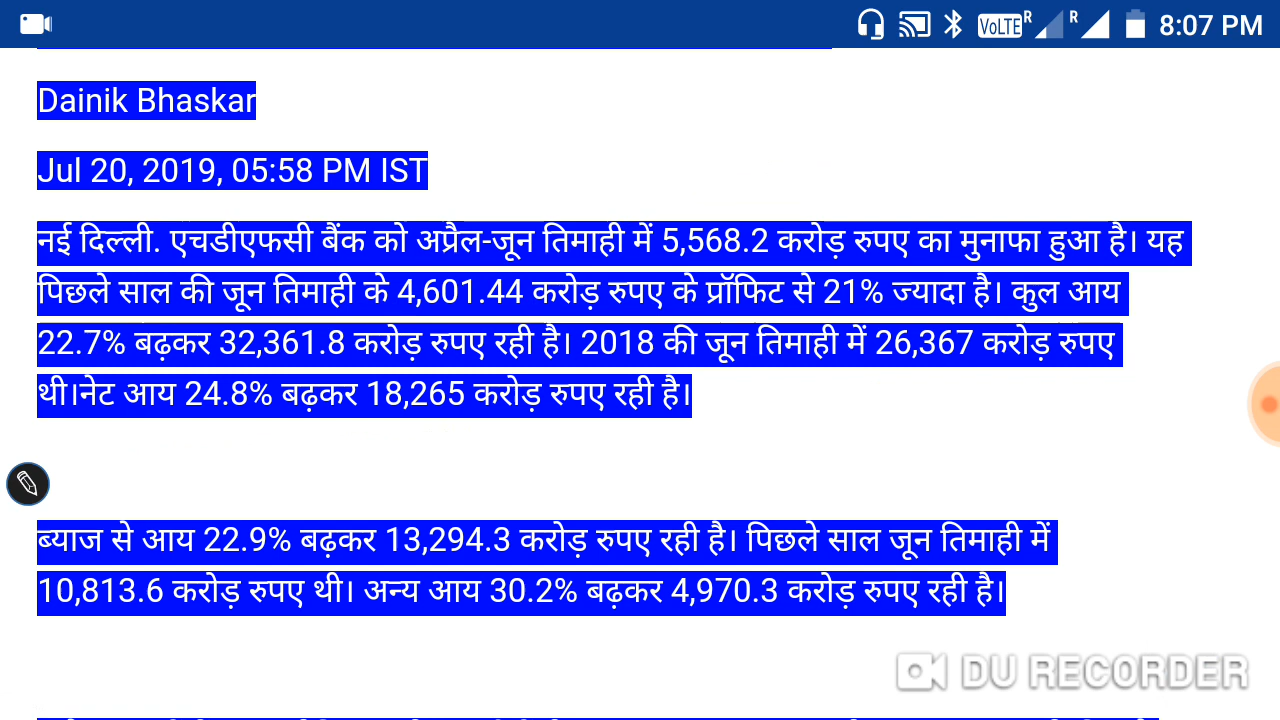 VoLTE R R 8:07 PM
Dainik Bhaskar
Jul 20, 2019, 05:58 PM IST
नई दिल्ली. एचडीएफसी बैंक को अप्रैल-जून तिमाही में 5,568.2 करोड़ रुपए का मुनाफा हुआ है। यह
पिछले साल की जून तिमाही के 4,601.44 करोड़ रुपए के प्रॉफिट से 21% ज्यादा है। कुल आय
22.7% बढ़कर 32,361.8 करोड़ रुपए रही है। 2018 की जून तिमाही में 26,367 करोड़ रुपए
थी।नेट आय 24.8% बढ़कर 18,265 करोड़ रुपए रही है।
ब्याज से आय 22.9% बढ़कर 13,294.3 करोड़ रुपए रही है। पिछले साल जून तिमाही में
10,813.6 करोड़ रुपए थी। अन्य आय 30.2% बढ़कर 4,970.3 करोड़ रुपए रही है।
DU RECORDER